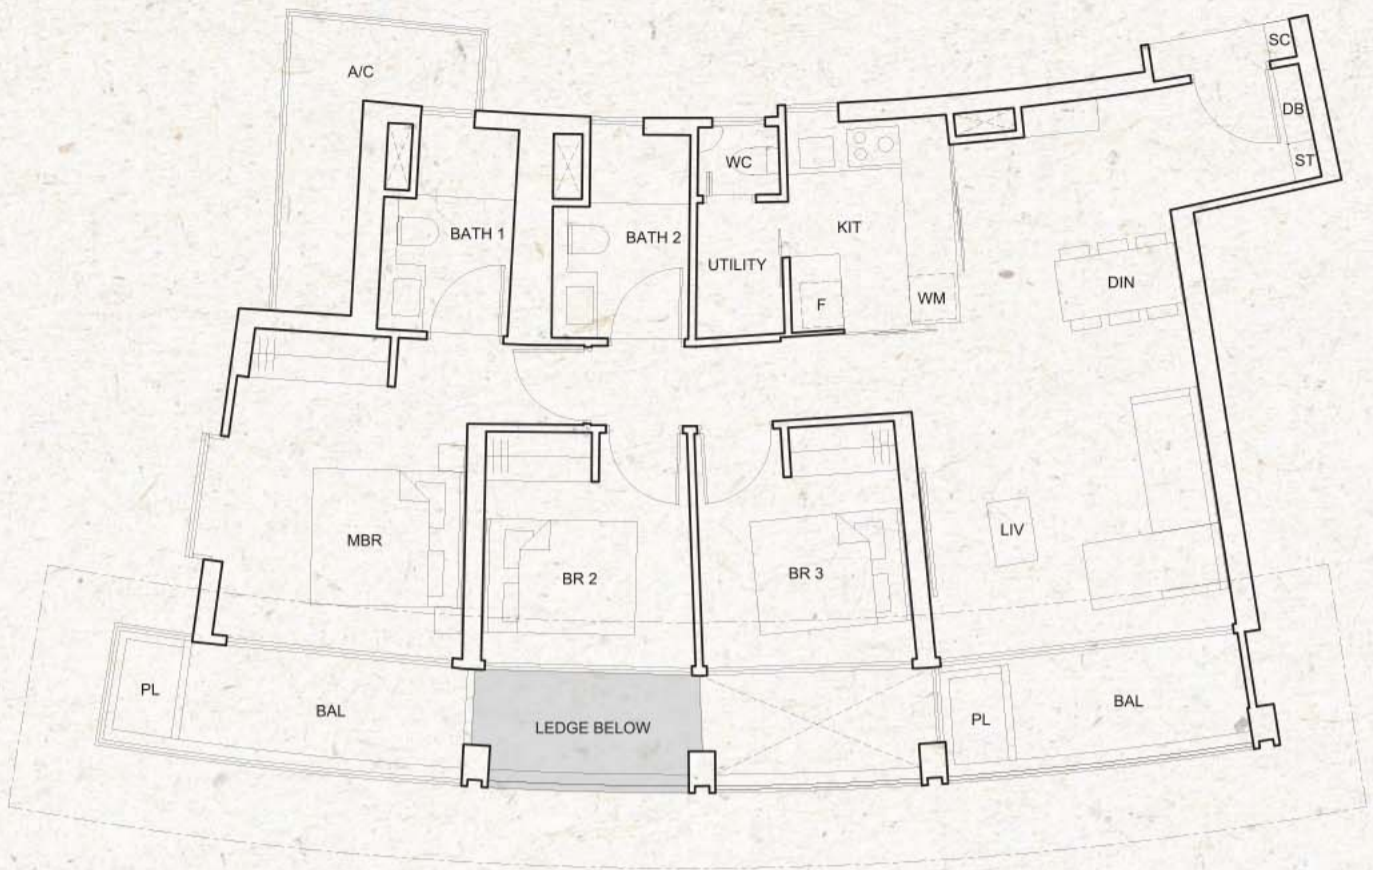 A/C
SC
DB
ST
WC
BATH 1
BATH 2
KIT
UTILITY
DIN
F
WM
MBR
BR 2
BR 3
LIV
PL
BAL
LEDGE BELOW
PL
BAL